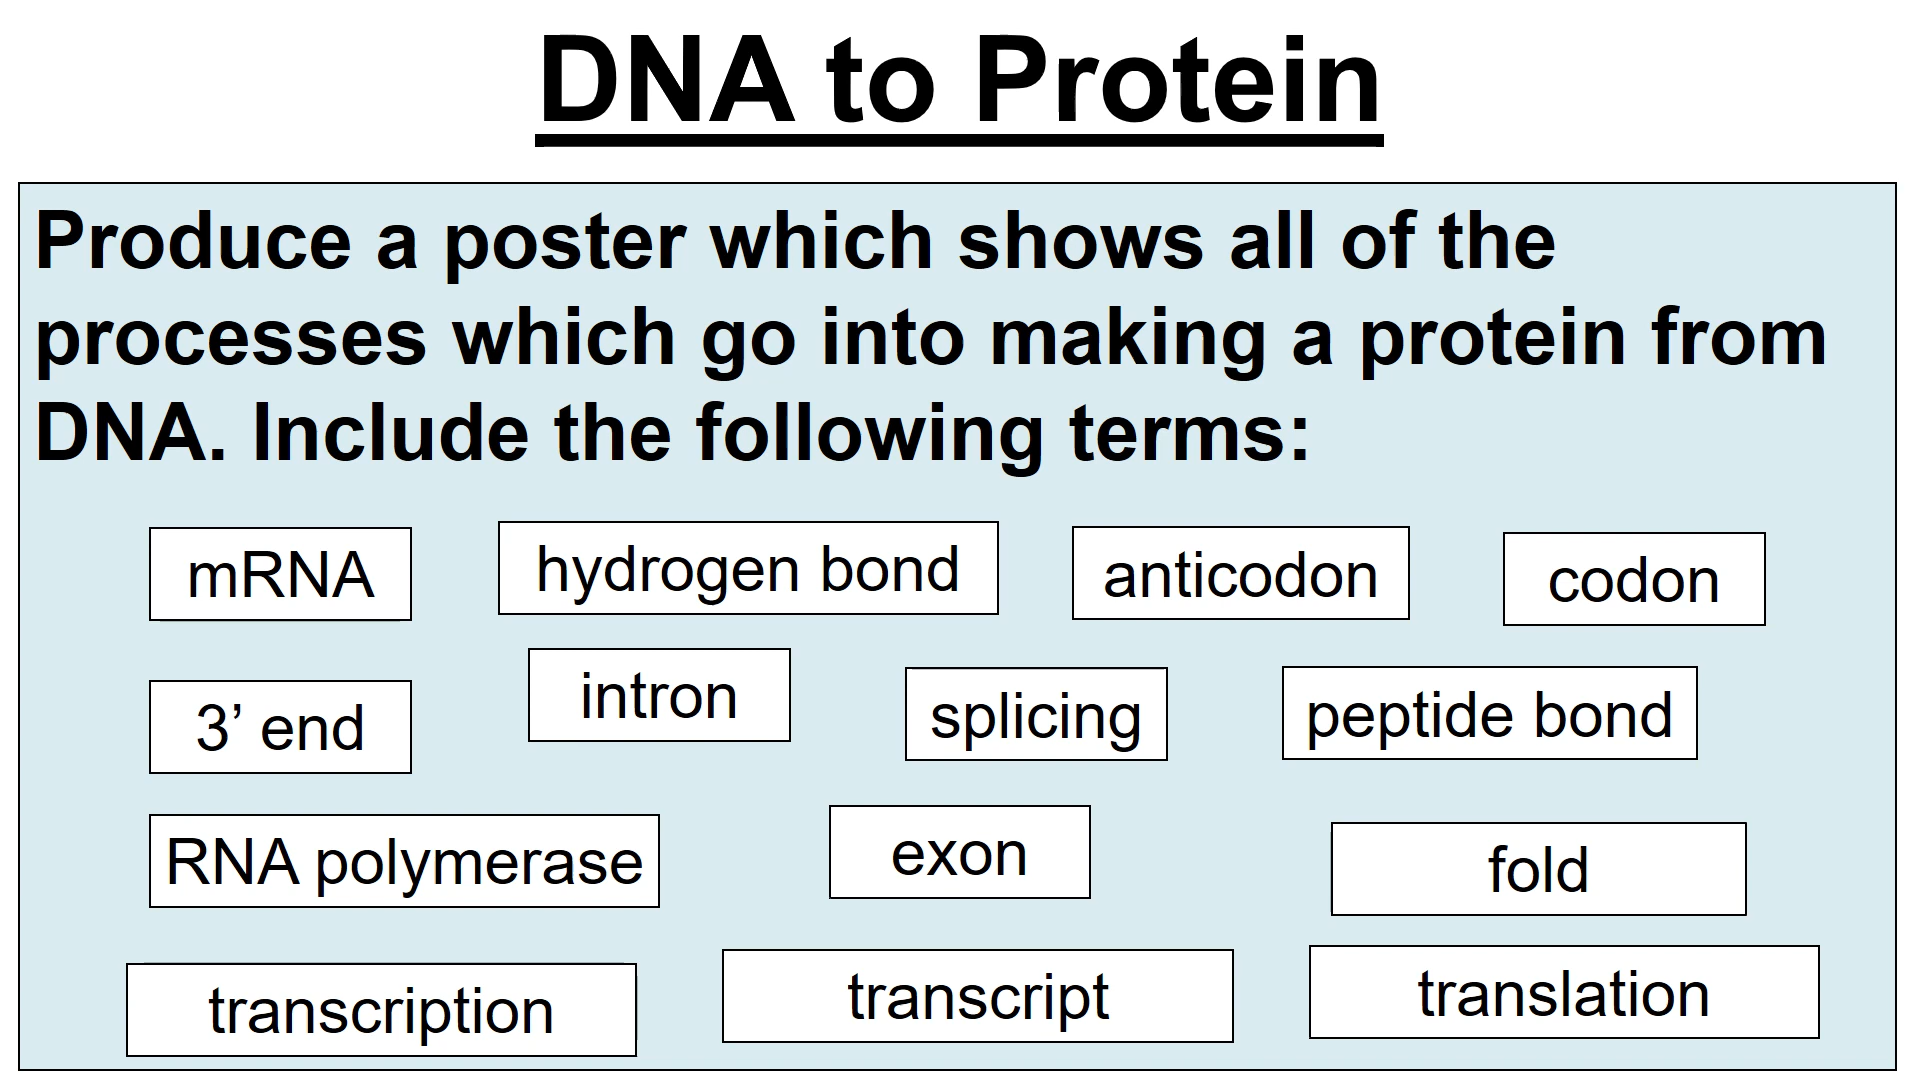 DNA to Protein
Produce a poster which shows all of the
processes which go into making a protein from
DNA. Include the following terms:
mRNA
hydrogen bond
anticodon
codon
3’ end
intron
splicing
peptide bond
RNA polymerase
exon
fold
transcription
transcript
translation